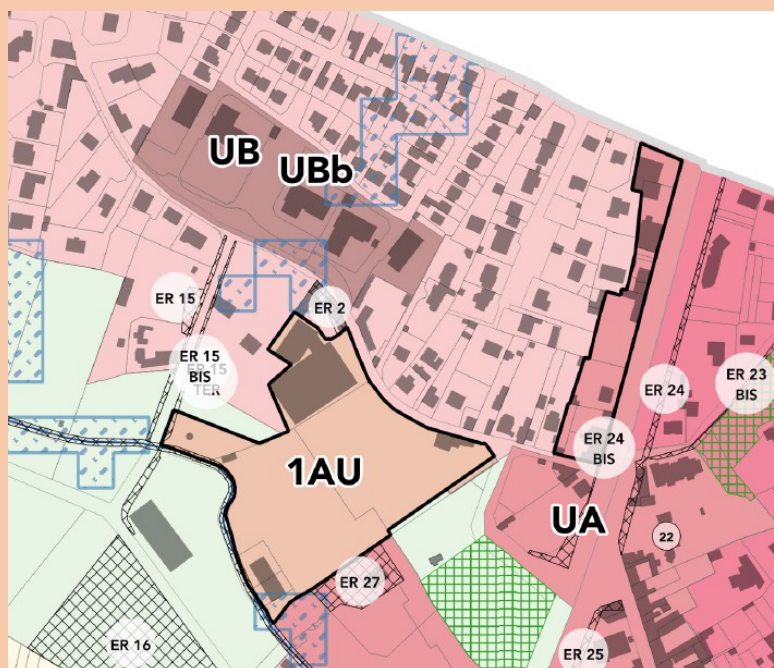 UB
UBb
ER 15
ER 2
ER 15
BIS
ER 15
TER
ER 24
ER 23
BIS
ER 24
BIS
1AU
UA
22
ER 27
ER 16
ER 25